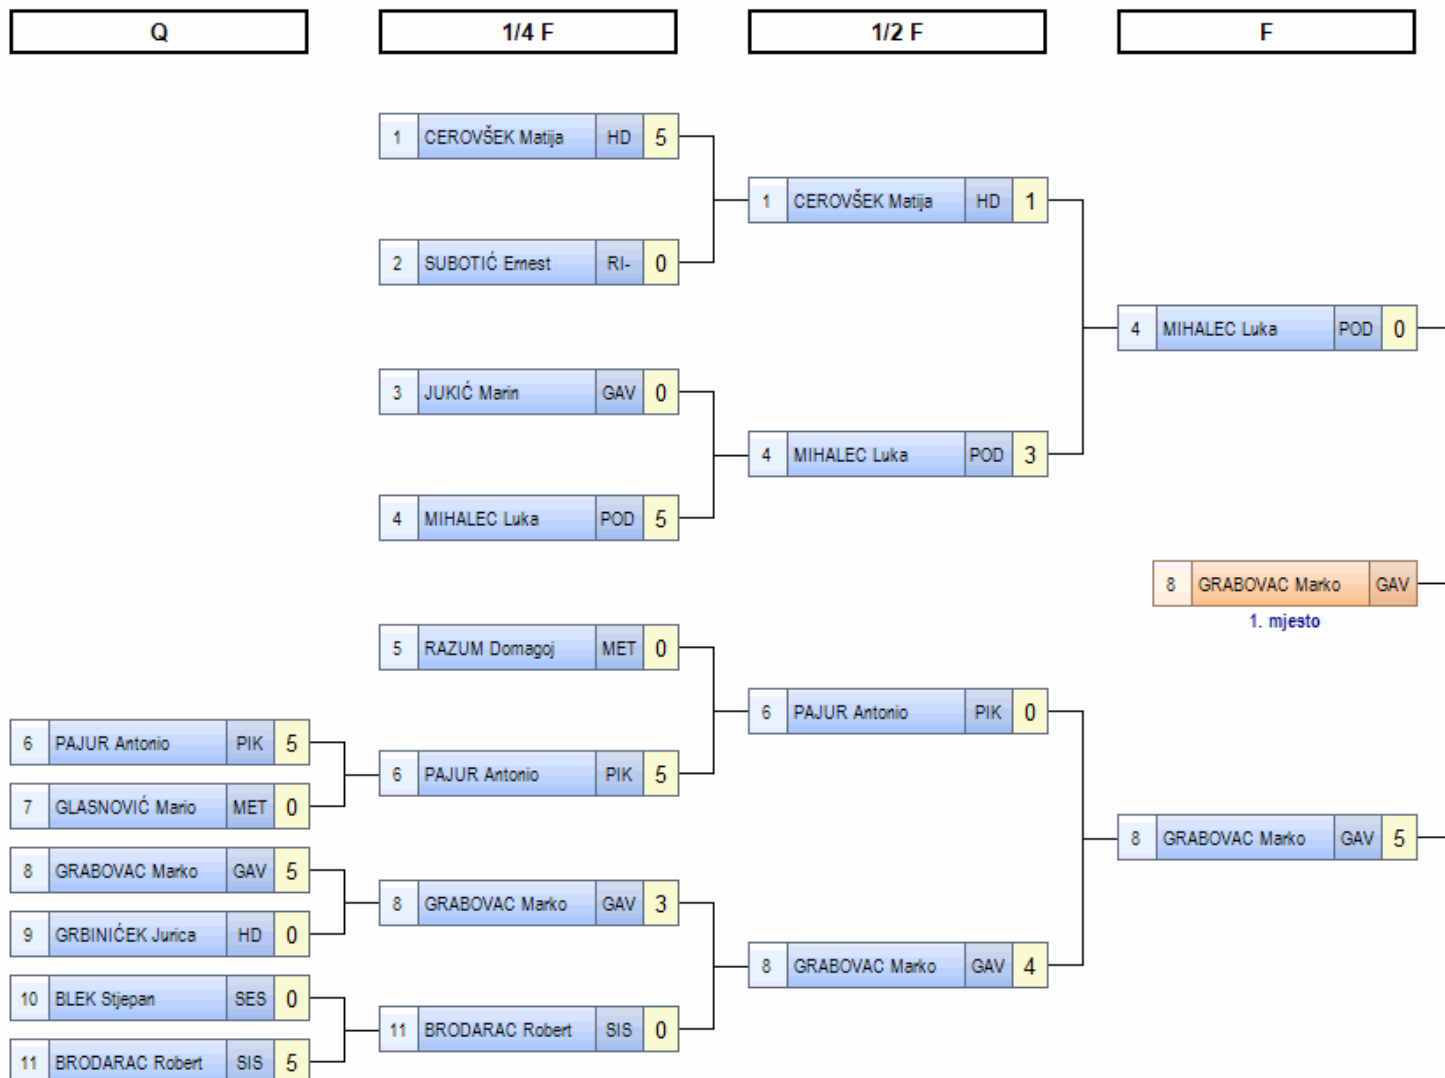 Q 1/4 F 1/2 F F
1 CEROVŠEK Matija HD 5
1 CEROVŠEK Matija HD 1
2 SUBOTIĆ Ernest RI- 0
4 MIHALEC Luka POD 0
3 JUKIĆ Marin GAV 0
4 MIHALEC Luka POD 3
4 MIHALEC Luka POD 5
8 GRABOVAC Marko GAV
1. mjesto
5 RAZUM Domagoj MET 0
6 PAJUR Antonio PIK 0
6 PAJUR Antonio PIK 5
6 PAJUR Antonio PIK 5
7 GLASNOVIĆ Mario MET 0
8 GRABOVAC Marko GAV 5
8 GRABOVAC Marko GAV 5
8 GRABOVAC Marko GAV 3
9 GRBINIĆEK Jurica HD 0
8 GRABOVAC Marko GAV 4
10 BLEK Stjepan SES 0
11 BRODARAC Robert SIS 0
11 BRODARAC Robert SIS 5